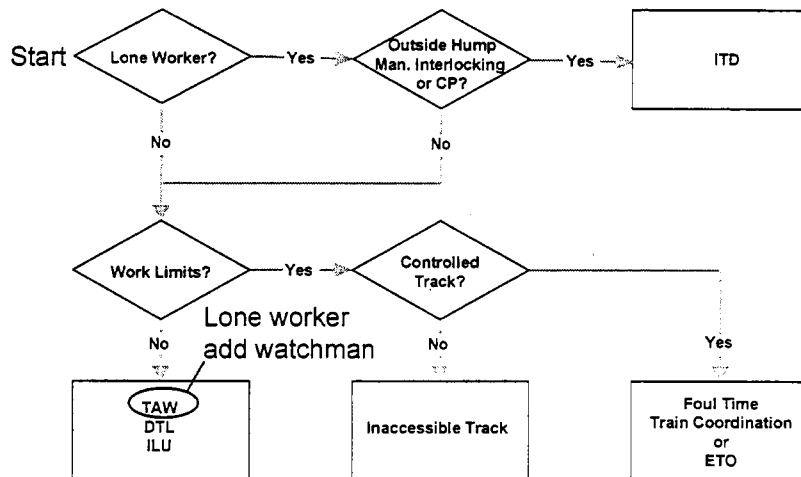 Start
Lone Worker?
Yes
Outside Hump
Man. Interlocking
or CP?
Yes
ITD
No
No
Work Limits?
Yes
Controlled
Track?
Lone worker
add watchman
No
No
Yes
TAW
DTL
ILU
Inaccessible Track
Foul Time
Train Coordination
or
ETO